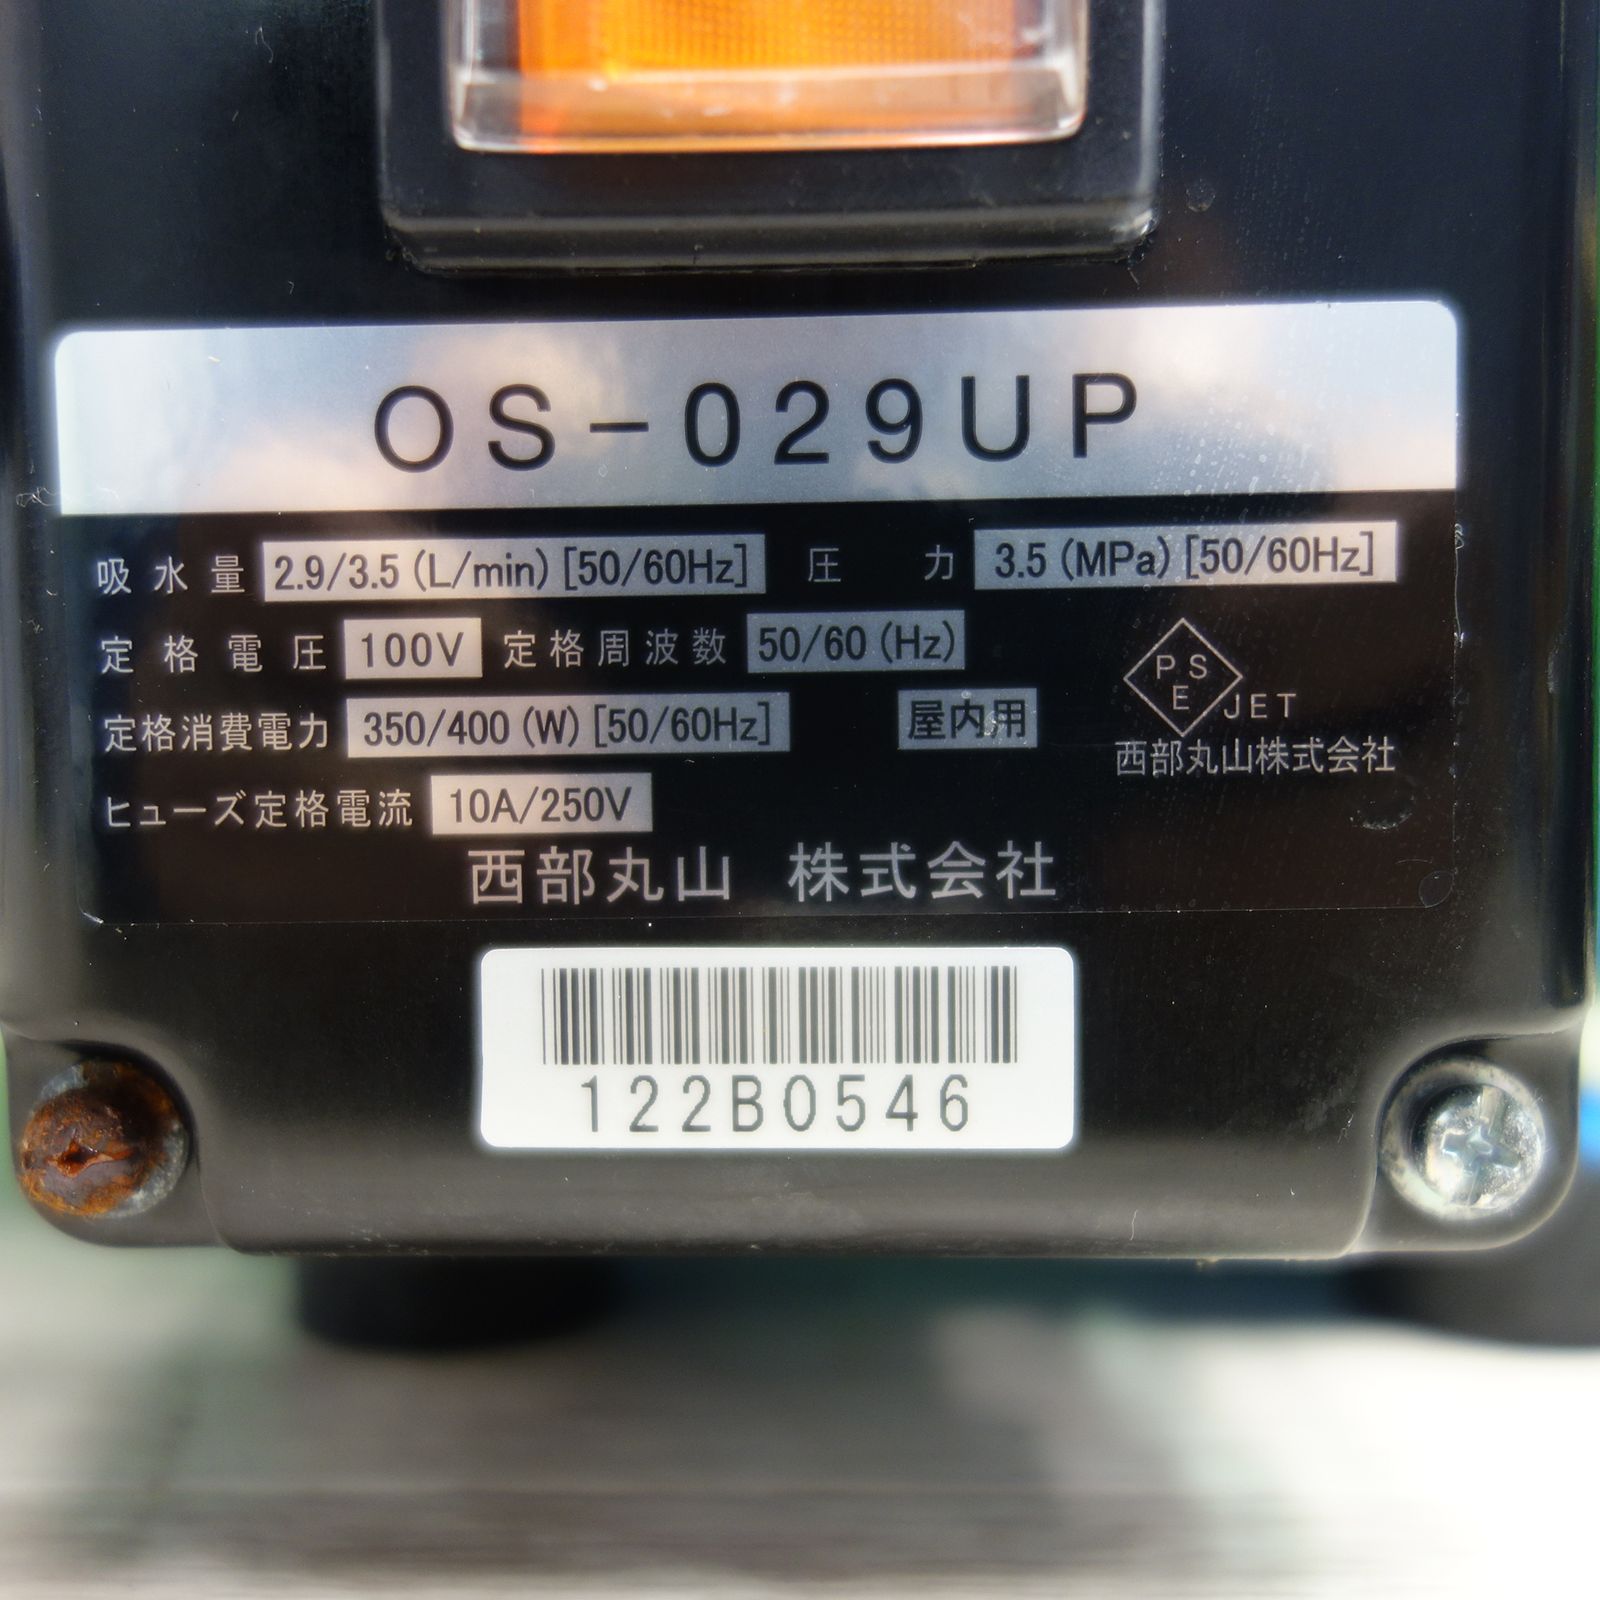 OS-029UP
吸水量 2.9/3.5(L/min)[50/60Hz] 圧力 3.5(MPa)[50/60Hz]
定格電圧 100V 定格周波数 50/60(Hz)
定格消費電力 350/400(W)[50/60Hz] 屋内用
PSE JET
西部丸山株式会社
ヒューズ定格電流 10A/250V
西部丸山 株式会社
122B0546